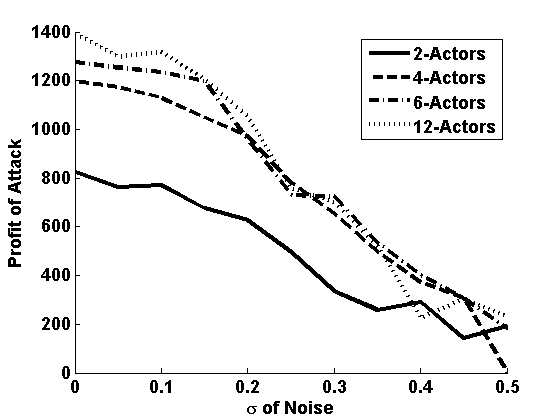 1400
1200
1000
800
600
400
200
0
Profit of Attack
2-Actors
4-Actors
6-Actors
12-Actors
0 0.1 0.2 0.3 0.4 0.5
σ of Noise